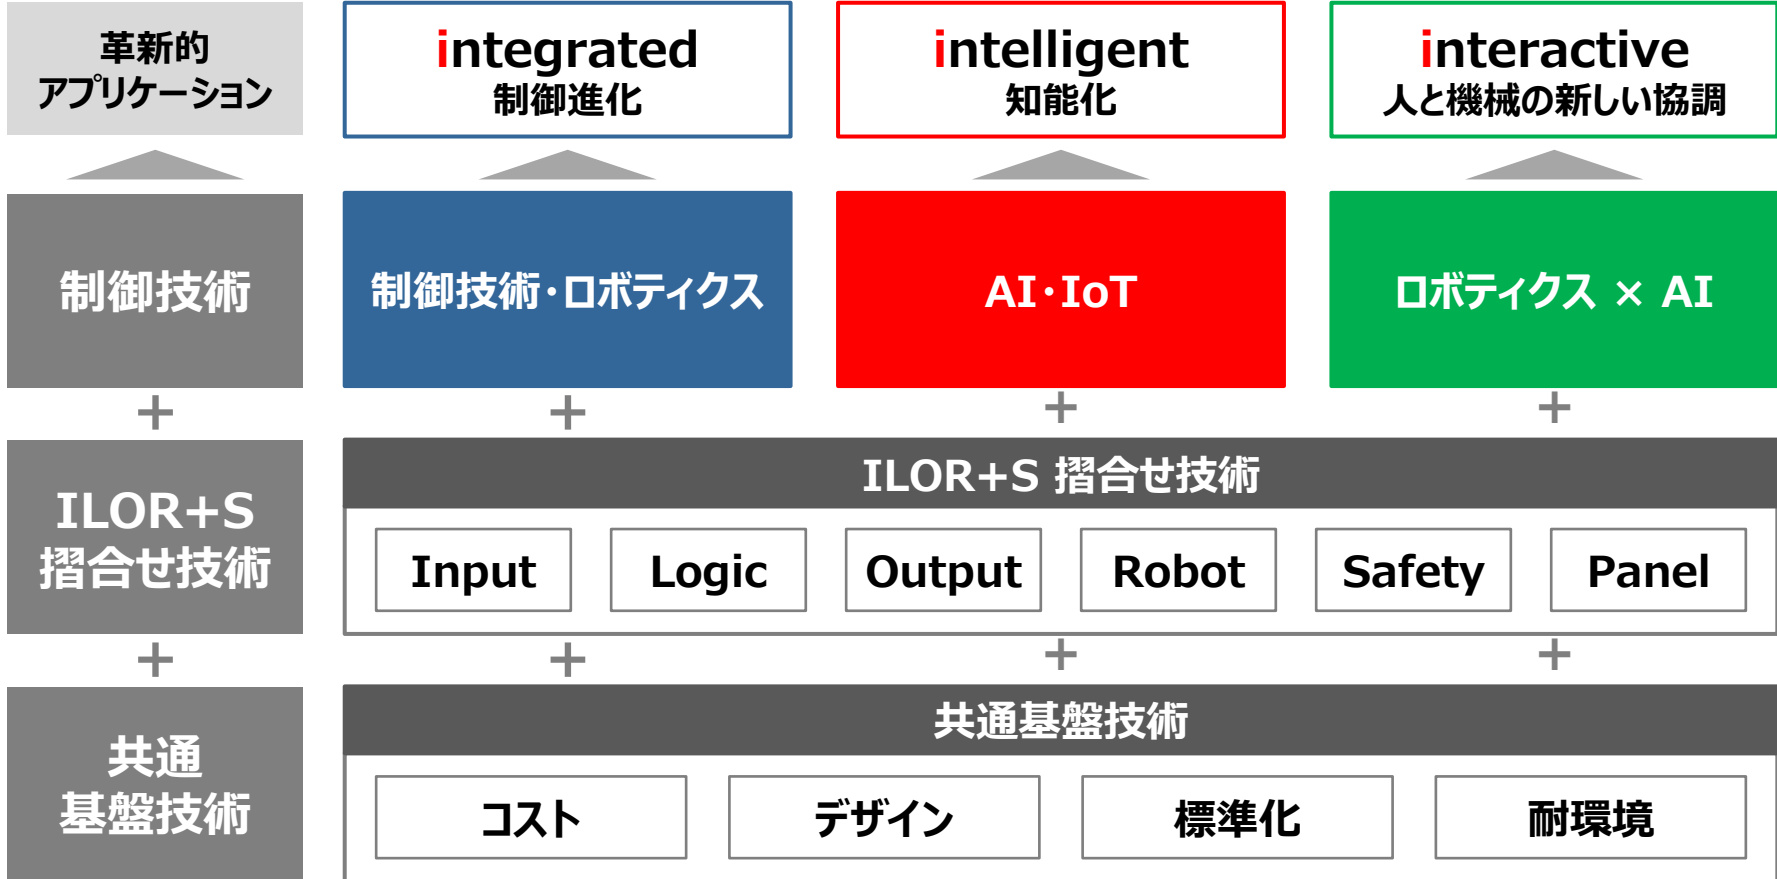 革新的
アプリケーション
integrated
制御進化
intelligent
知能化
interactive
人と機械の新しい協調
制御技術
制御技術・ロボティクス
AI・IoT
ロボティクス × AI
+
+
+
+
ILOR+S
摺合せ技術
ILOR+S 摺合せ技術
Input
Logic
Output
Robot
Safety
Panel
+
+
+
+
共通
基盤技術
共通基盤技術
コスト
デザイン
標準化
耐環境